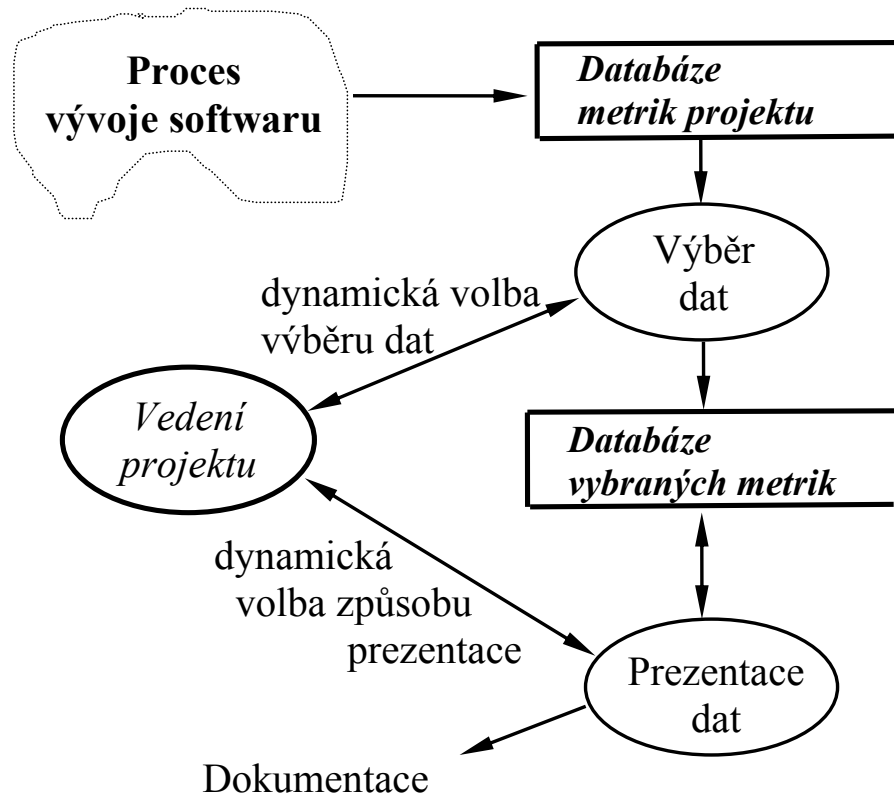 Proces
vývoje softwaru
Databáze
metrik projektu
Výběr
dat
dynamická volba
výběru dat
Vedení
projektu
Databáze
vybraných metrik
dynamická
volba způsobu
prezentace
Prezentace
dat
Dokumentace